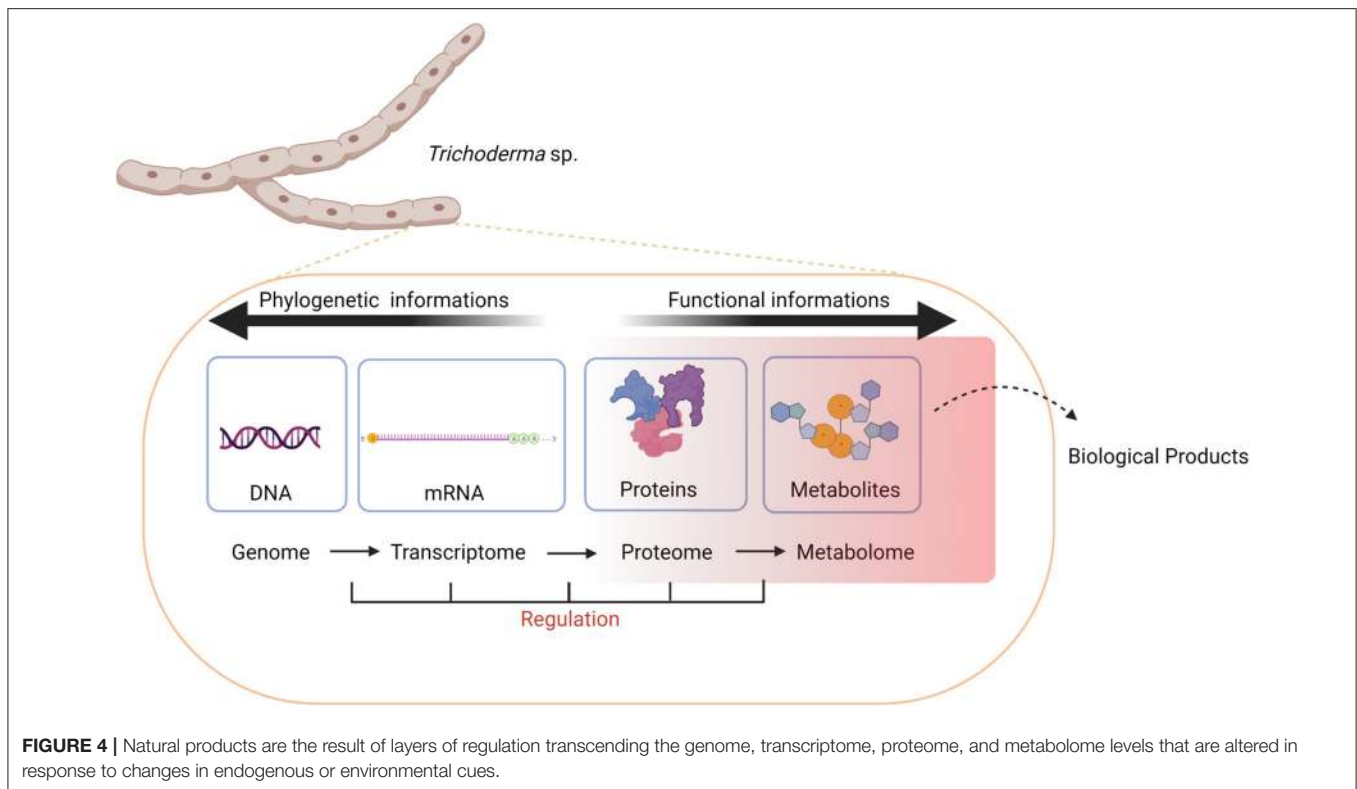 Trichoderma sp.
Phylogenetic informations
Functional informations
DNA
mRNA
Proteins
Metabolites
Biological Products
Genome
Transcriptome
Proteome
Metabolome
Regulation
FIGURE 4 | Natural products are the result of layers of regulation transcending the genome, transcriptome, proteome, and metabolome levels that are altered in
response to changes in endogenous or environmental cues.